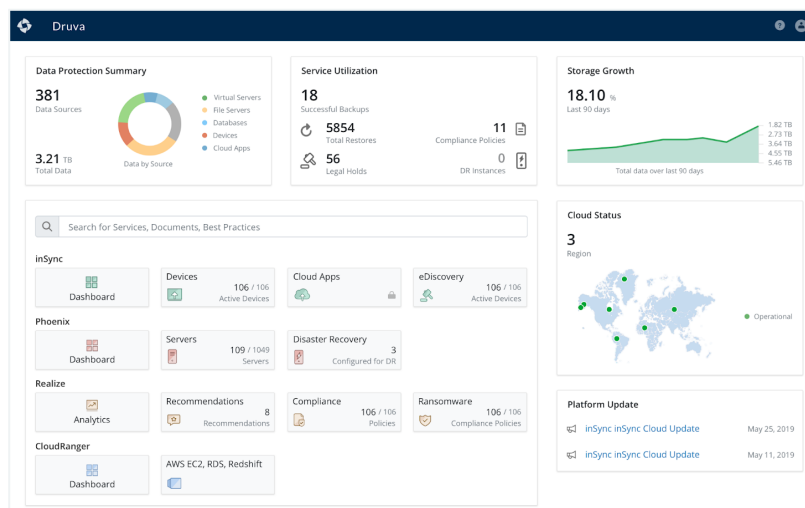 Druva
Data Protection Summary
381
Data Sources
3.21 TB
Total Data
Data by Source
Virtual Servers
File Servers
Databases
Devices
Cloud Apps
Service Utilization
18
Successful Backups
5854
Total Restores
11
Compliance Policies
56
Legal Holds
0
DR Instances
Storage Growth
18.10 %
Last 90 days
1.82 TB
2.73 TB
3.64 TB
4.55 TB
5.46 TB
Total data over last 90 days
Search for Services, Documents, Best Practices
inSync
Dashboard
Devices
106 / 106
Active Devices
Cloud Apps
eDiscovery
106 / 106
Active Devices
Phoenix
Dashboard
Servers
109 / 1049
Servers
Disaster Recovery
3
Configured for DR
Realize
Analytics
Recommendations
8
Recommendations
Compliance
106 / 106
Policies
Ransomware
106 / 106
Compliance Policies
CloudRanger
Dashboard
AWS EC2, RDS, Redshift
Cloud Status
3
Region
Operational
Platform Update
inSync inSync Cloud Update May 25, 2019
inSync inSync Cloud Update May 11, 2019